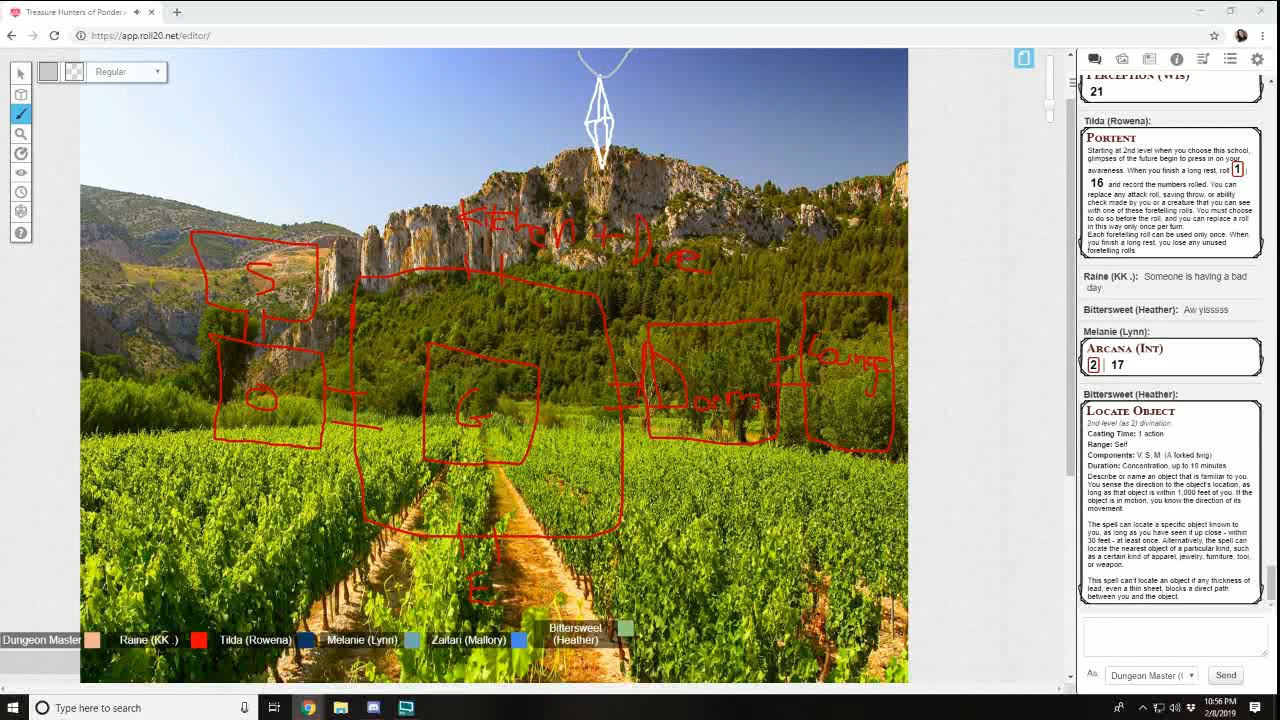 Treasure Hunters of Ponder
https://app.roll20.net/editor/
Regular
PERCEPTION (WIS)
21
Tilda (Rowena):
PORTENT
Starting at 2nd level when you choose this school,
glimpses of the future begin to press in on your
awareness. When you finish a long rest, roll 1 |
16 and record the numbers rolled. You can
replace any attack roll, saving throw, or ability
check made by you or a creature that you can see
with one of these foretelling rolls. You must choose
to do so before the roll, and you can replace a roll
in this way only once per turn.
Each foretelling roll can be used only once. When
you finish a long rest, you lose any unused
foretelling rolls.
Raine (KK .): Someone is having a bad
day
Bittersweet (Heather): Aw yisssss
Melanie (Lynn):
ARCANA (INT)
2 | 17
Bittersweet (Heather):
LOCATE OBJECT
2nd-level (as 2) divination
Casting Time: 1 action
Range: Self
Components: V, S, M (A forked twig)
Duration: Concentration, up to 10 minutes
Describe or name an object that is familiar to you.
You sense the direction to the object's location, as
long as that object is within 1,000 feet of you. If the
object is in motion, you know the direction of its
movement.
The spell can locate a specific object known to
you, as long as you have seen it up close - within
30 feet - at least once. Alternatively, the spell can
locate the nearest object of a particular kind, such
as a certain kind of apparel, jewelry, furniture, tool,
or weapon.
This spell can't locate an object if any thickness of
lead, even a thin sheet, blocks a direct path
between you and the object.
As:
Dungeon Master (
Send
Kitchen + Dire
S
O
C
Dorm
Lounge
E
Dungeon Master
Raine (KK .)
Tilda (Rowena)
Melanie (Lynn)
Zaitari (Mallory)
Bittersweet
(Heather)
Type here to search
10:56 PM
2/8/2019